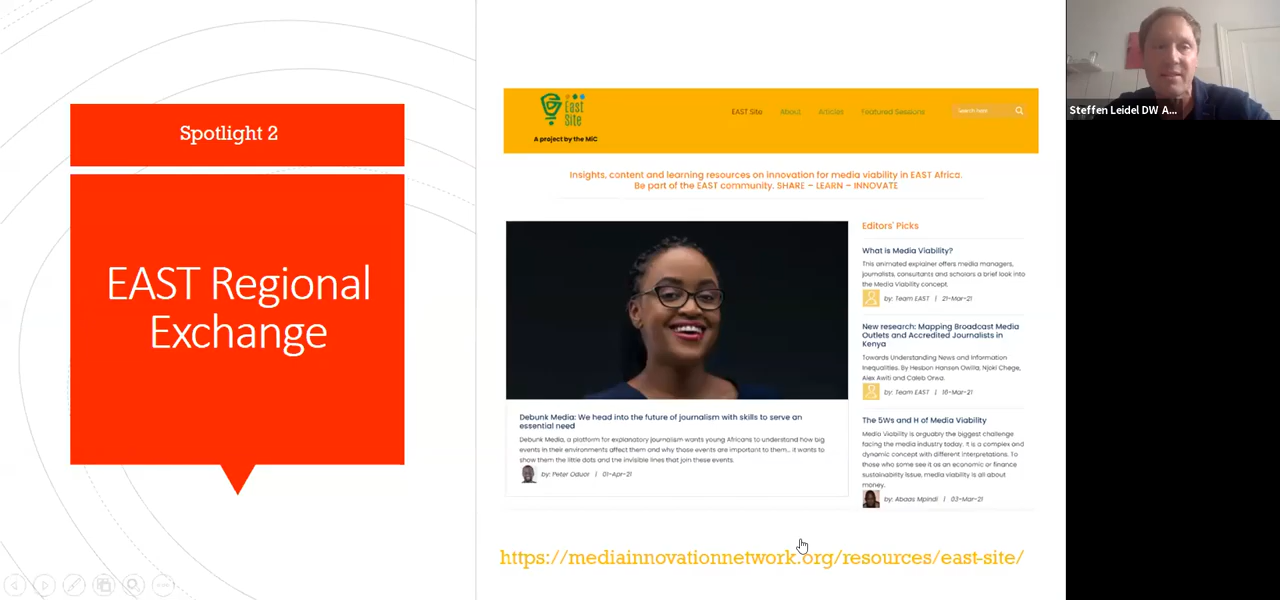 Spotlight 2
EAST Regional
Exchange
East
Site
A project by the MiC
EAST Site
About
Articles
Featured Sessions
Search here
Insights, content and learning resources on innovation for media viability in EAST Africa.
Be part of the EAST community. SHARE – LEARN – INNOVATE
Debunk Media: We head into the future of journalism with skills to serve an
essential need
Debunk Media, a platform for explanatory journalism wants young Africans to understand how big
events in their environments affect them and why those events are important to them... it wants to
show them the little dots and the invisible lines that join these events.
by: Peter Oduor | 01-Apr-21
Editors' Picks
What is Media Viability?
This animated explainer offers media managers,
journalists, consultants and scholars a brief look into
the Media Viability concept.
by: Team EAST | 21-Mar-21
New research: Mapping Broadcast Media
Outlets and Accredited Journalists in
Kenya
Towards Understanding News and Information
Inequalities. By Hesbon Hansen Owilla, Njoki Chege,
Alex Awiti and Caleb Orwa.
by: Team EAST | 16-Mar-21
The 5Ws and H of Media Viability
Media Viability is arguably the biggest challenge
facing the media industry today. It is a complex and
dynamic concept with different interpretations. To
those who some see it as an economic or finance
sustainability issue, media viability is all about
money.
by: Abaas Mpindi | 03-Mar-21
https://mediainnovationnetwork.org/resources/east-site/
Steffen Leidel DW A...